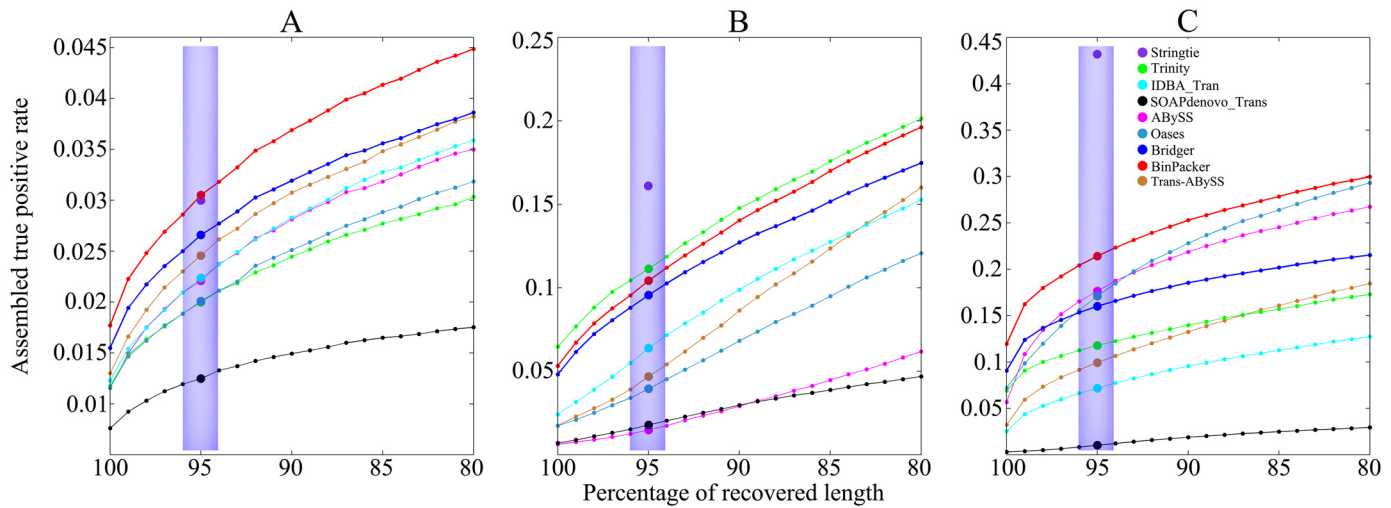 A
B
C
Assembled true positive rate
0.045
0.04
0.035
0.03
0.025
0.02
0.015
0.01
100
95
90
85
80
0.25
0.2
0.15
0.1
0.05
100
95
90
85
80
Percentage of recovered length
0.45
0.4
0.35
0.3
0.25
0.2
0.15
0.1
0.05
100
95
90
85
80
Stringtie
Trinity
IDBA_Tran
SOAPdenovo_Trans
ABySS
Oases
Bridger
BinPacker
Trans-ABySS